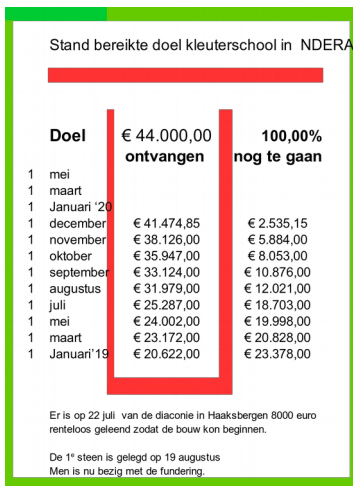 Stand bereikte doel kleuterschool in NDERA
Doel € 44.000,00 100,00%
ontvangen nog te gaan
1 mei
1 maart
1 Januari ‘20
1 december € 41.474,85 € 2.535,15
1 november € 38.126,00 € 5.884,00
1 oktober € 35.947,00 € 8.053,00
1 september € 33.124,00 € 10.876,00
1 augustus € 31.979,00 € 12.021,00
1 juli € 25.287,00 € 18.703,00
1 mei € 24.002,00 € 19.998,00
1 maart € 23.172,00 € 20.828,00
1 Januari’19 € 20.622,00 € 23.378,00
Er is op 22 juli van de diaconie in Haaksbergen 8000 euro
renteloos geleend zodat de bouw kon beginnen.
De 1e steen is gelegd op 19 augustus
Men is nu bezig met de fundering.